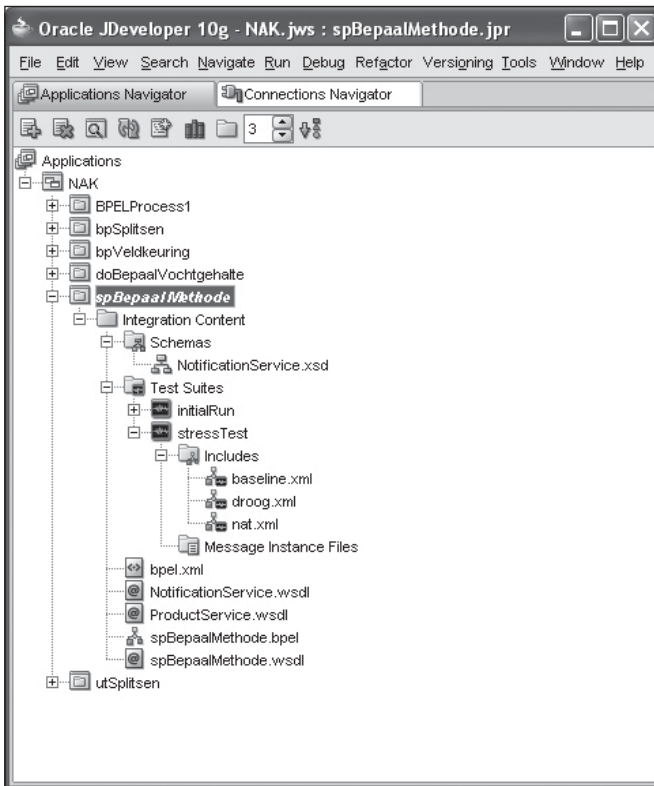 Oracle JDeveloper 10g - NAK.jws : spBepaalMethode.jpr
File Edit View Search Navigate Run Debug Refactor Versioning Tools Window Help
Applications Navigator Connections Navigator
3
Applications
NAK
BPELProcess1
bpSplitsen
bpVeldkeuring
doBepaalVochtgehalte
spBepaalMethode
Integration Content
Schemas
NotificationService.xsd
Test Suites
initialRun
stressTest
Includes
baseline.xml
droog.xml
nat.xml
Message Instance Files
bpel.xml
NotificationService.wsdl
ProductService.wsdl
spBepaalMethode.bpel
spBepaalMethode.wsdl
utSplitsen